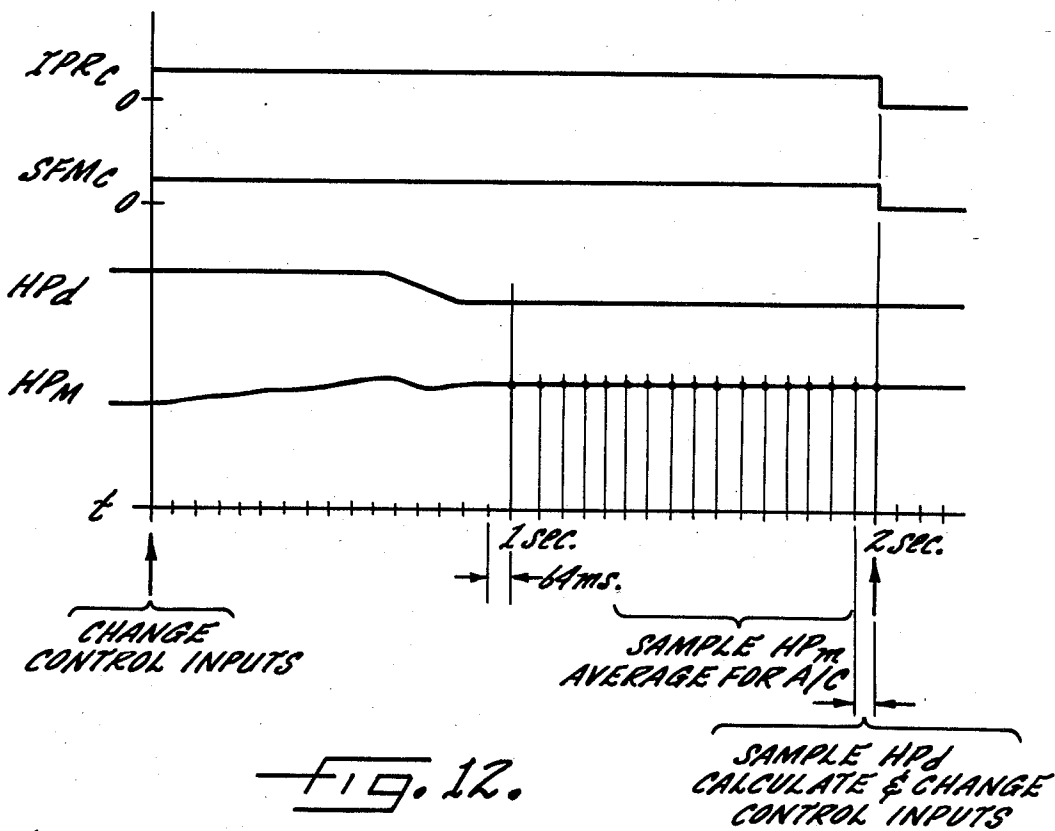 IPRC
0
SFMC
0
HPd
HPM
t
1 sec.
2 sec.
64ms.
CHANGE
CONTROL INPUTS
SAMPLE HPm
AVERAGE FOR A/C
SAMPLE HPd
CALCULATE & CHANGE
CONTROL INPUTS
Fig. 12.